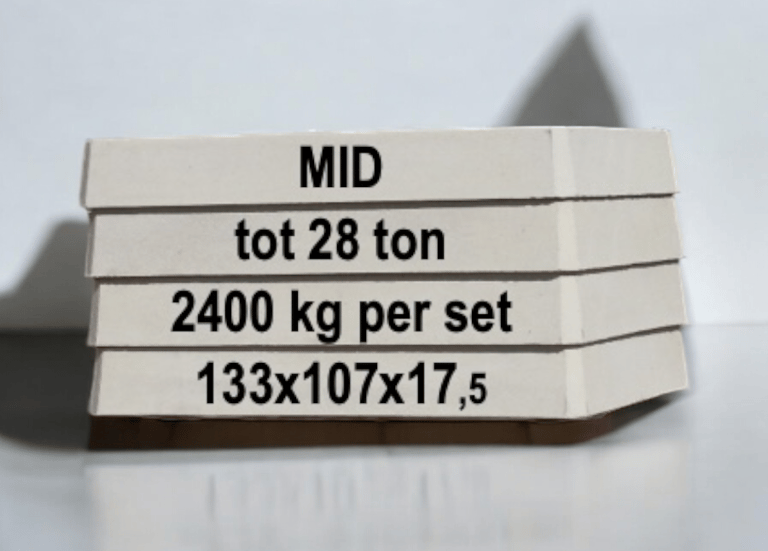 MID
tot 28 ton
2400 kg per set
133x107x17,5